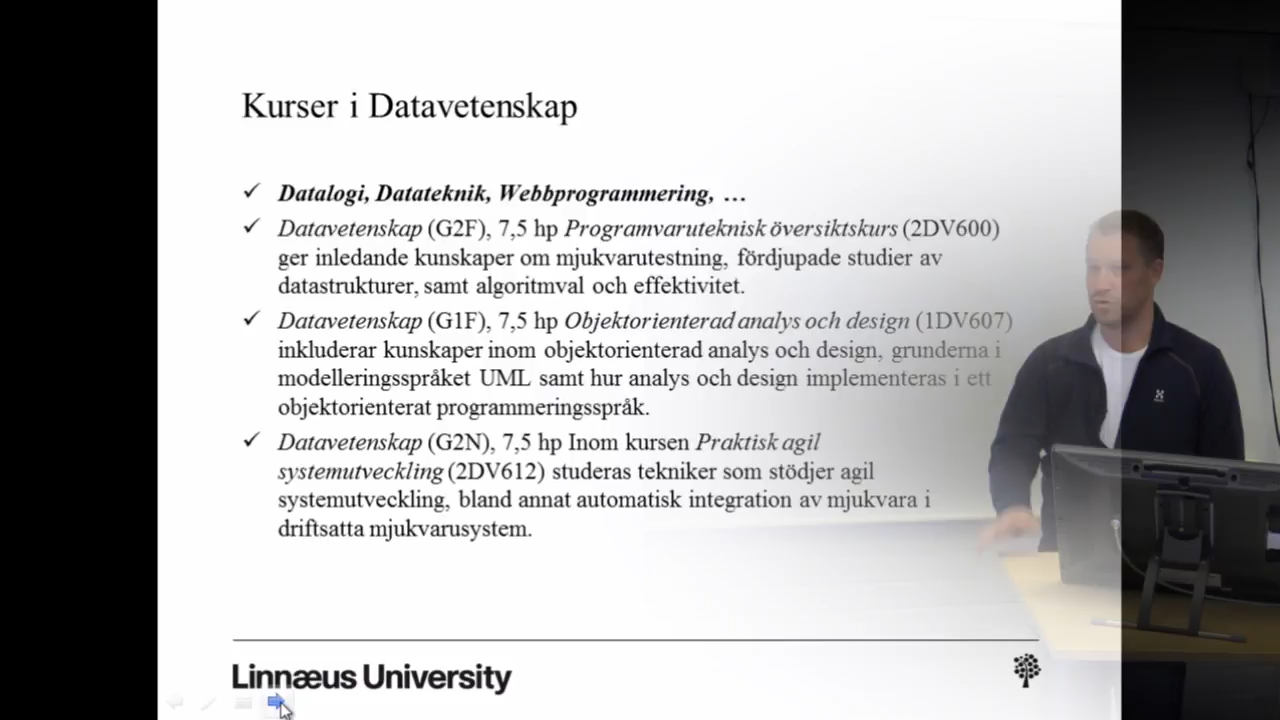 Kurser i Datavetenskap
Datalogi, Datateknik, Webbprogrammering, …
Datavetenskap (G2F), 7,5 hp Programvaruteknisk översiktskurs (2DV600)
ger inledande kunskaper om mjukvarutestning, fördjupade studier av
datastrukturer, samt algoritmval och effektivitet.
Datavetenskap (G1F), 7,5 hp Objektorienterad analys och design (1DV607)
inkluderar kunskaper inom objektorienterad analys och design, grunderna i
modelleringsspråket UML samt hur analys och design implementeras i ett
objektorienterat programmeringsspråk.
Datavetenskap (G2N), 7,5 hp Inom kursen Praktisk agil
systemutveckling (2DV612) studeras tekniker som stödjer agil
systemutveckling, bland annat automatisk integration av mjukvara i
driftsatta mjukvarusystem.
Linnæus University